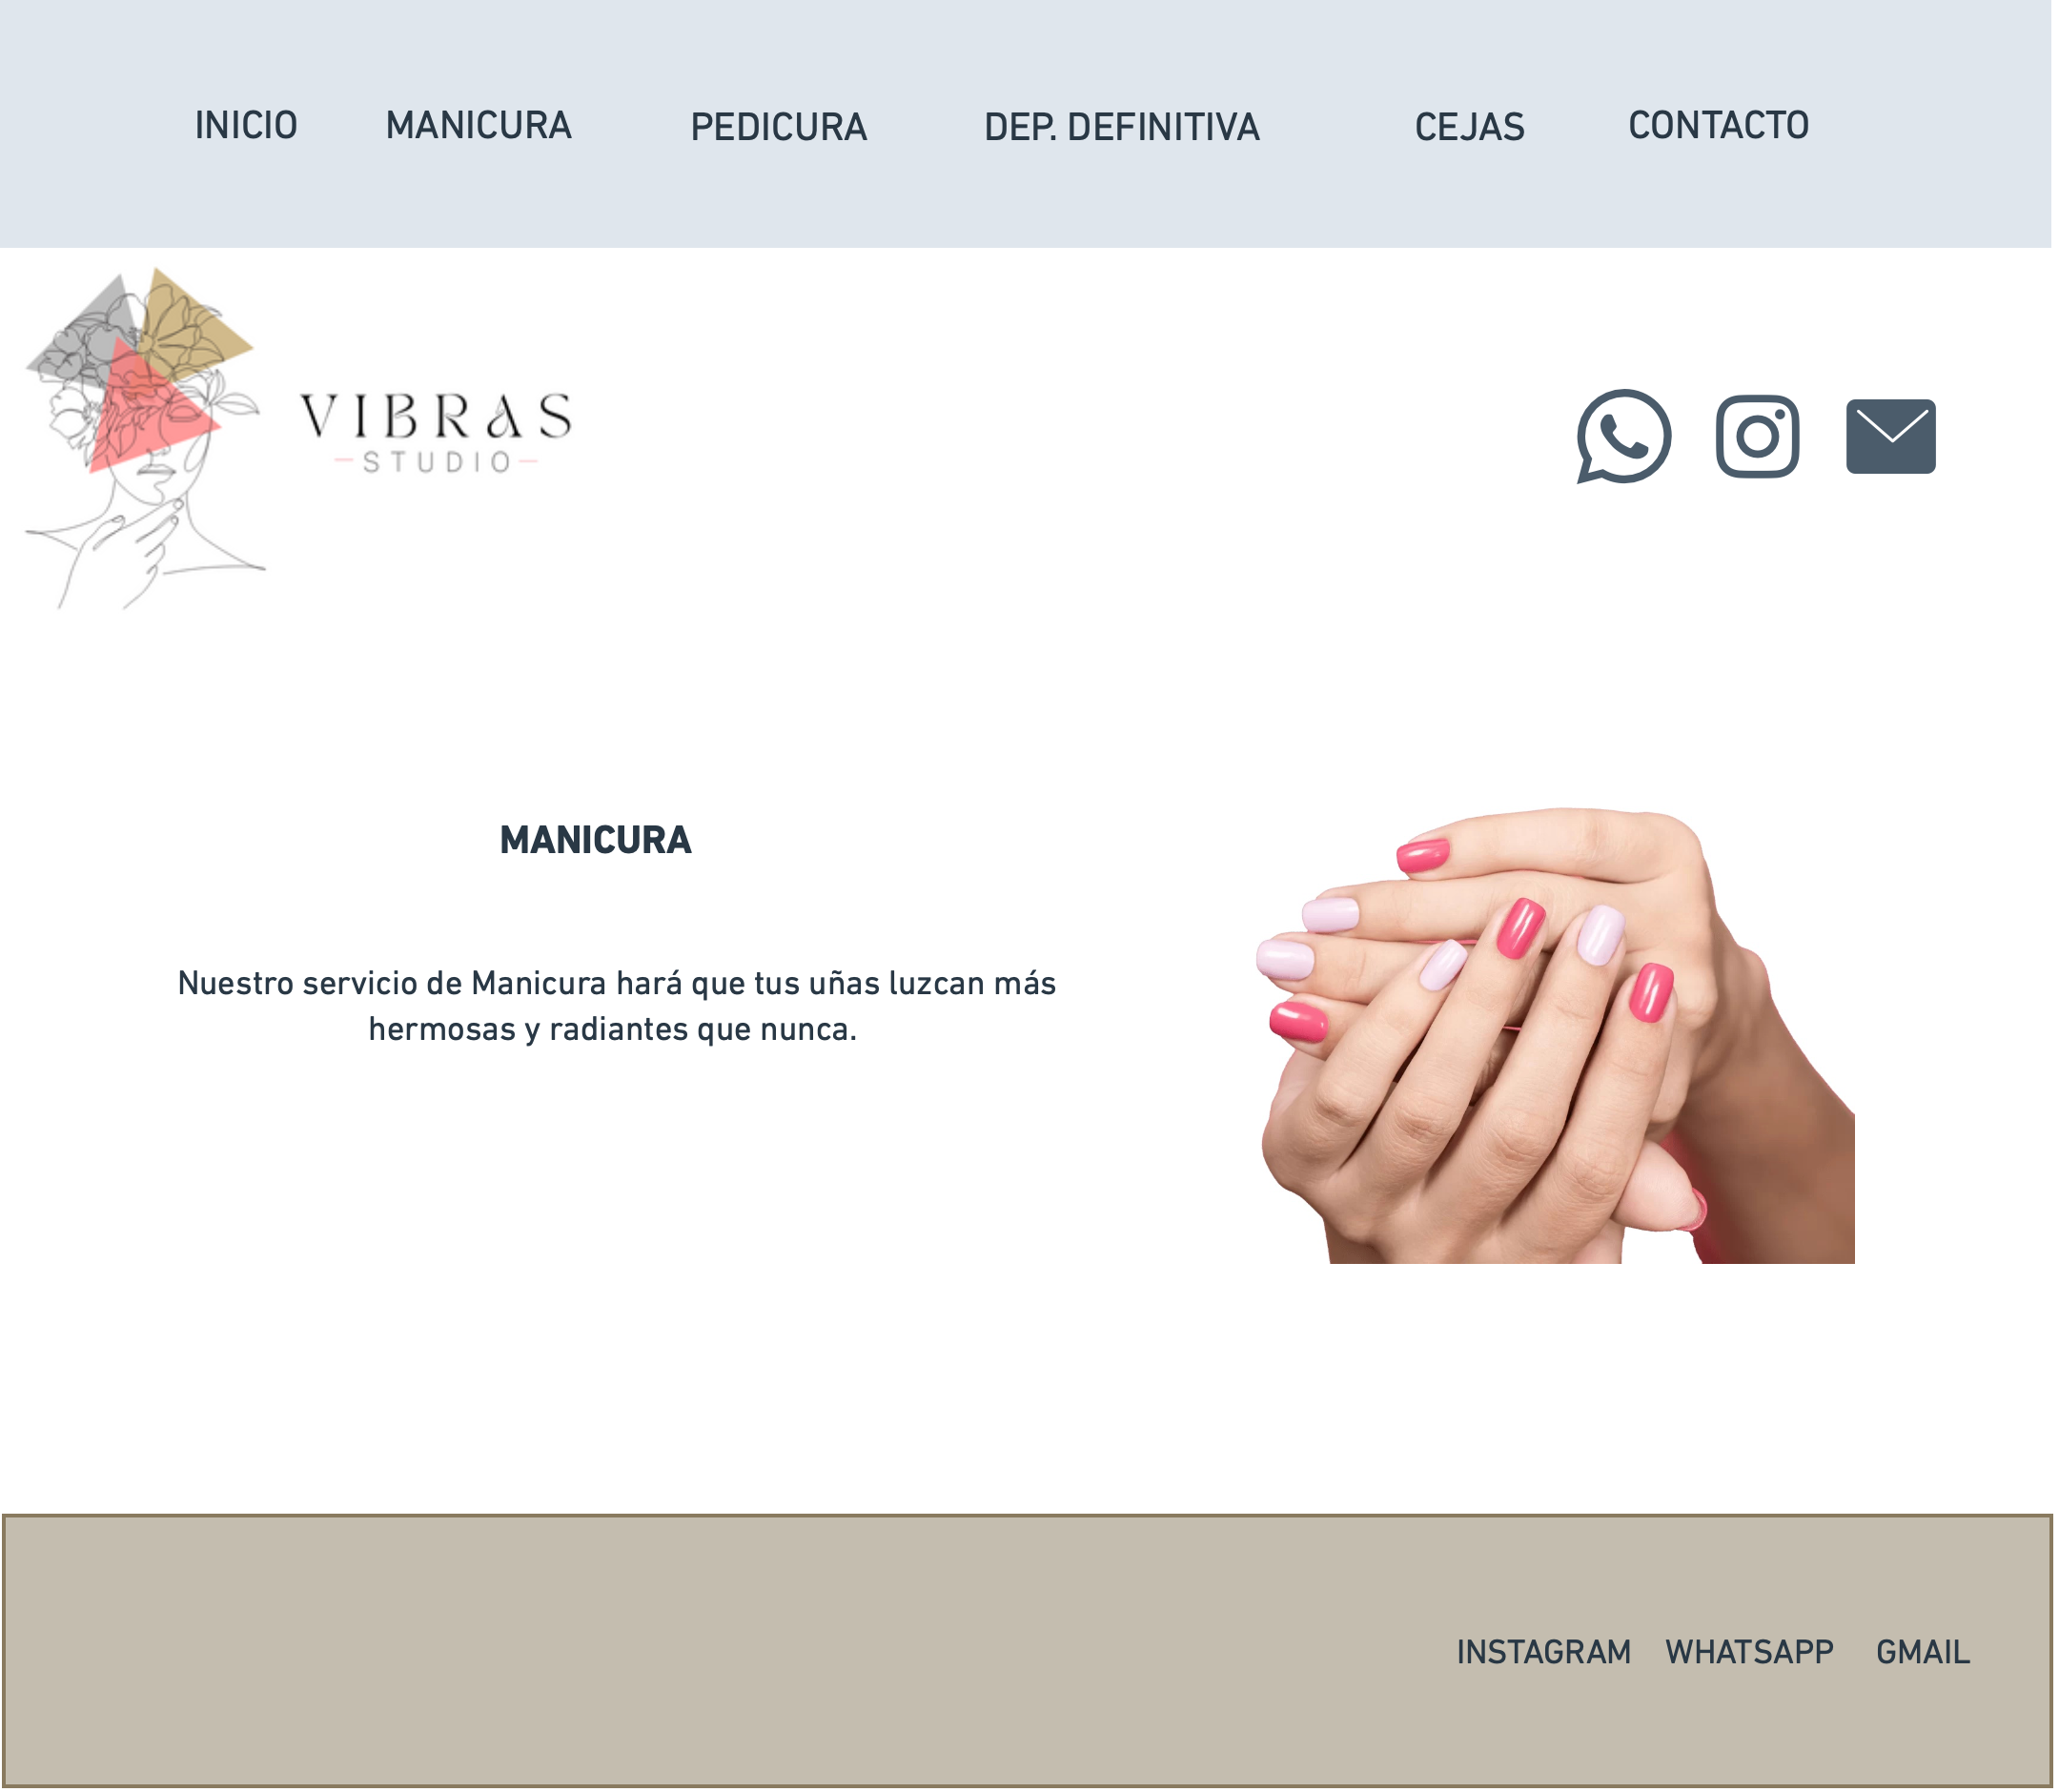 INICIO MANICURA PEDICURA DEP. DEFINITIVA CEJAS CONTACTO
VIBRAS
STUDIO
MANICURA
Nuestro servicio de Manicura hará que tus uñas luzcan más
hermosas y radiantes que nunca.
INSTAGRAM WHATSAPP GMAIL